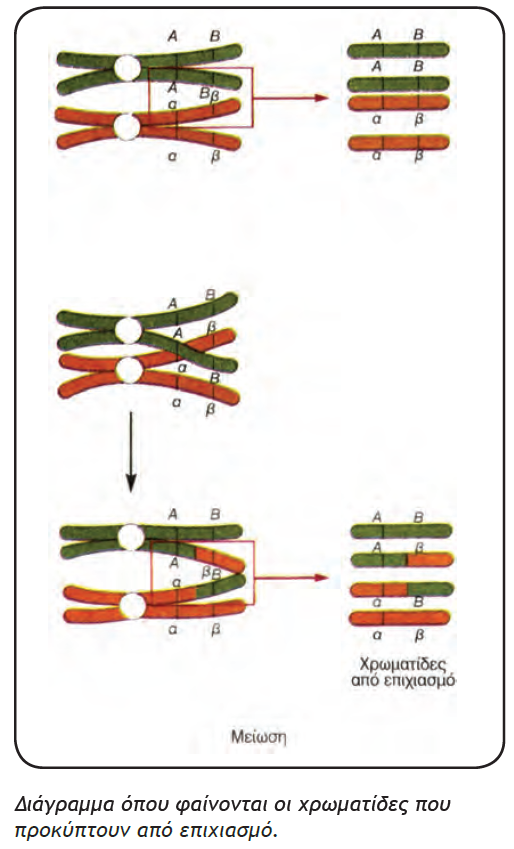 A B
A B
α β
α β
A B
A B
α β
α β
A B
A β
α B
α β
A B
A
α β B
α β
A B
A β
α B
α β
Χρωματίδες
από επιχιασμό
Μείωση
Διάγραμμα όπου φαίνονται οι χρωματίδες που
προκύπτουν από επιχιασμό.